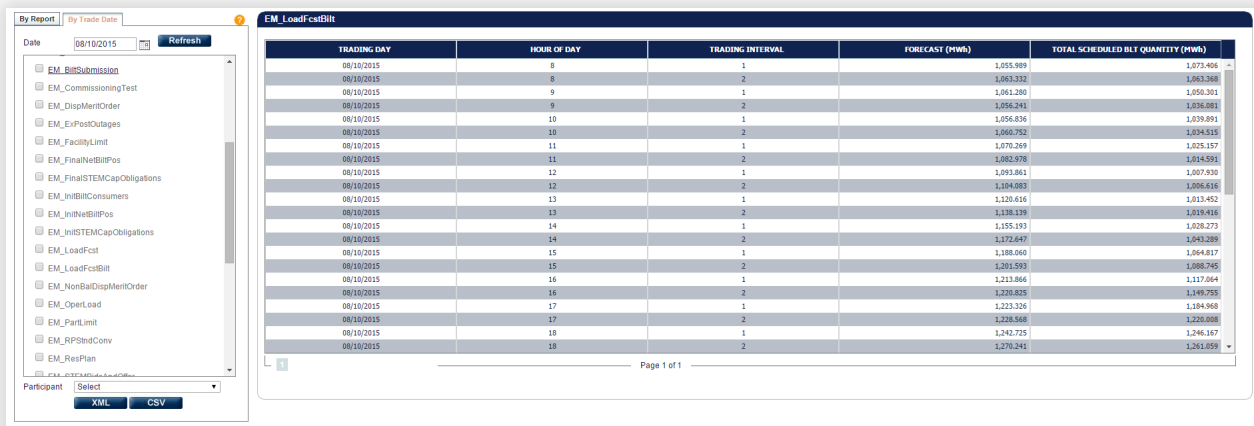 By Report By Trade Date ?
Date 08/10/2015 Refresh
EM_BiltSubmission
EM_CommissioningTest
EM_DispMeritOrder
EM_ExPostOutages
EM_FacilityLimit
EM_FinalNetBiltPos
EM_FinalSTEMCapObligations
EM_InitBiltConsumers
EM_InitNetBiltPos
EM_InitSTEMCapObligations
EM_LoadFcst
EM_LoadFcstBilt
EM_NonBalDispMeritOrder
EM_OperLoad
EM_PartLimit
EM_RPStndConv
EM_ResPlan
Participant Select
XML CSV
EM_LoadFcstBilt
TRADING DAY HOUR OF DAY TRADING INTERVAL FORECAST (MWh) TOTAL SCHEDULED BLT QUANTITY (MWh)
08/10/2015 8 1 1,055.989 1,073.406
08/10/2015 8 2 1,063.332 1,063.368
08/10/2015 9 1 1,061.280 1,050.301
08/10/2015 9 2 1,056.241 1,036.081
08/10/2015 10 1 1,056.836 1,039.891
08/10/2015 10 2 1,060.752 1,034.515
08/10/2015 11 1 1,070.269 1,025.157
08/10/2015 11 2 1,082.978 1,014.591
08/10/2015 12 1 1,093.861 1,007.930
08/10/2015 12 2 1,104.083 1,006.616
08/10/2015 13 1 1,120.616 1,013.452
08/10/2015 13 2 1,138.139 1,019.416
08/10/2015 14 1 1,155.193 1,028.273
08/10/2015 14 2 1,172.647 1,043.289
08/10/2015 15 1 1,188.060 1,064.817
08/10/2015 15 2 1,201.593 1,088.745
08/10/2015 16 1 1,213.866 1,117.064
08/10/2015 16 2 1,220.825 1,149.755
08/10/2015 17 1 1,223.326 1,184.968
08/10/2015 17 2 1,228.568 1,220.008
08/10/2015 18 1 1,242.725 1,246.167
08/10/2015 18 2 1,270.241 1,261.059
1 Page 1 of 1